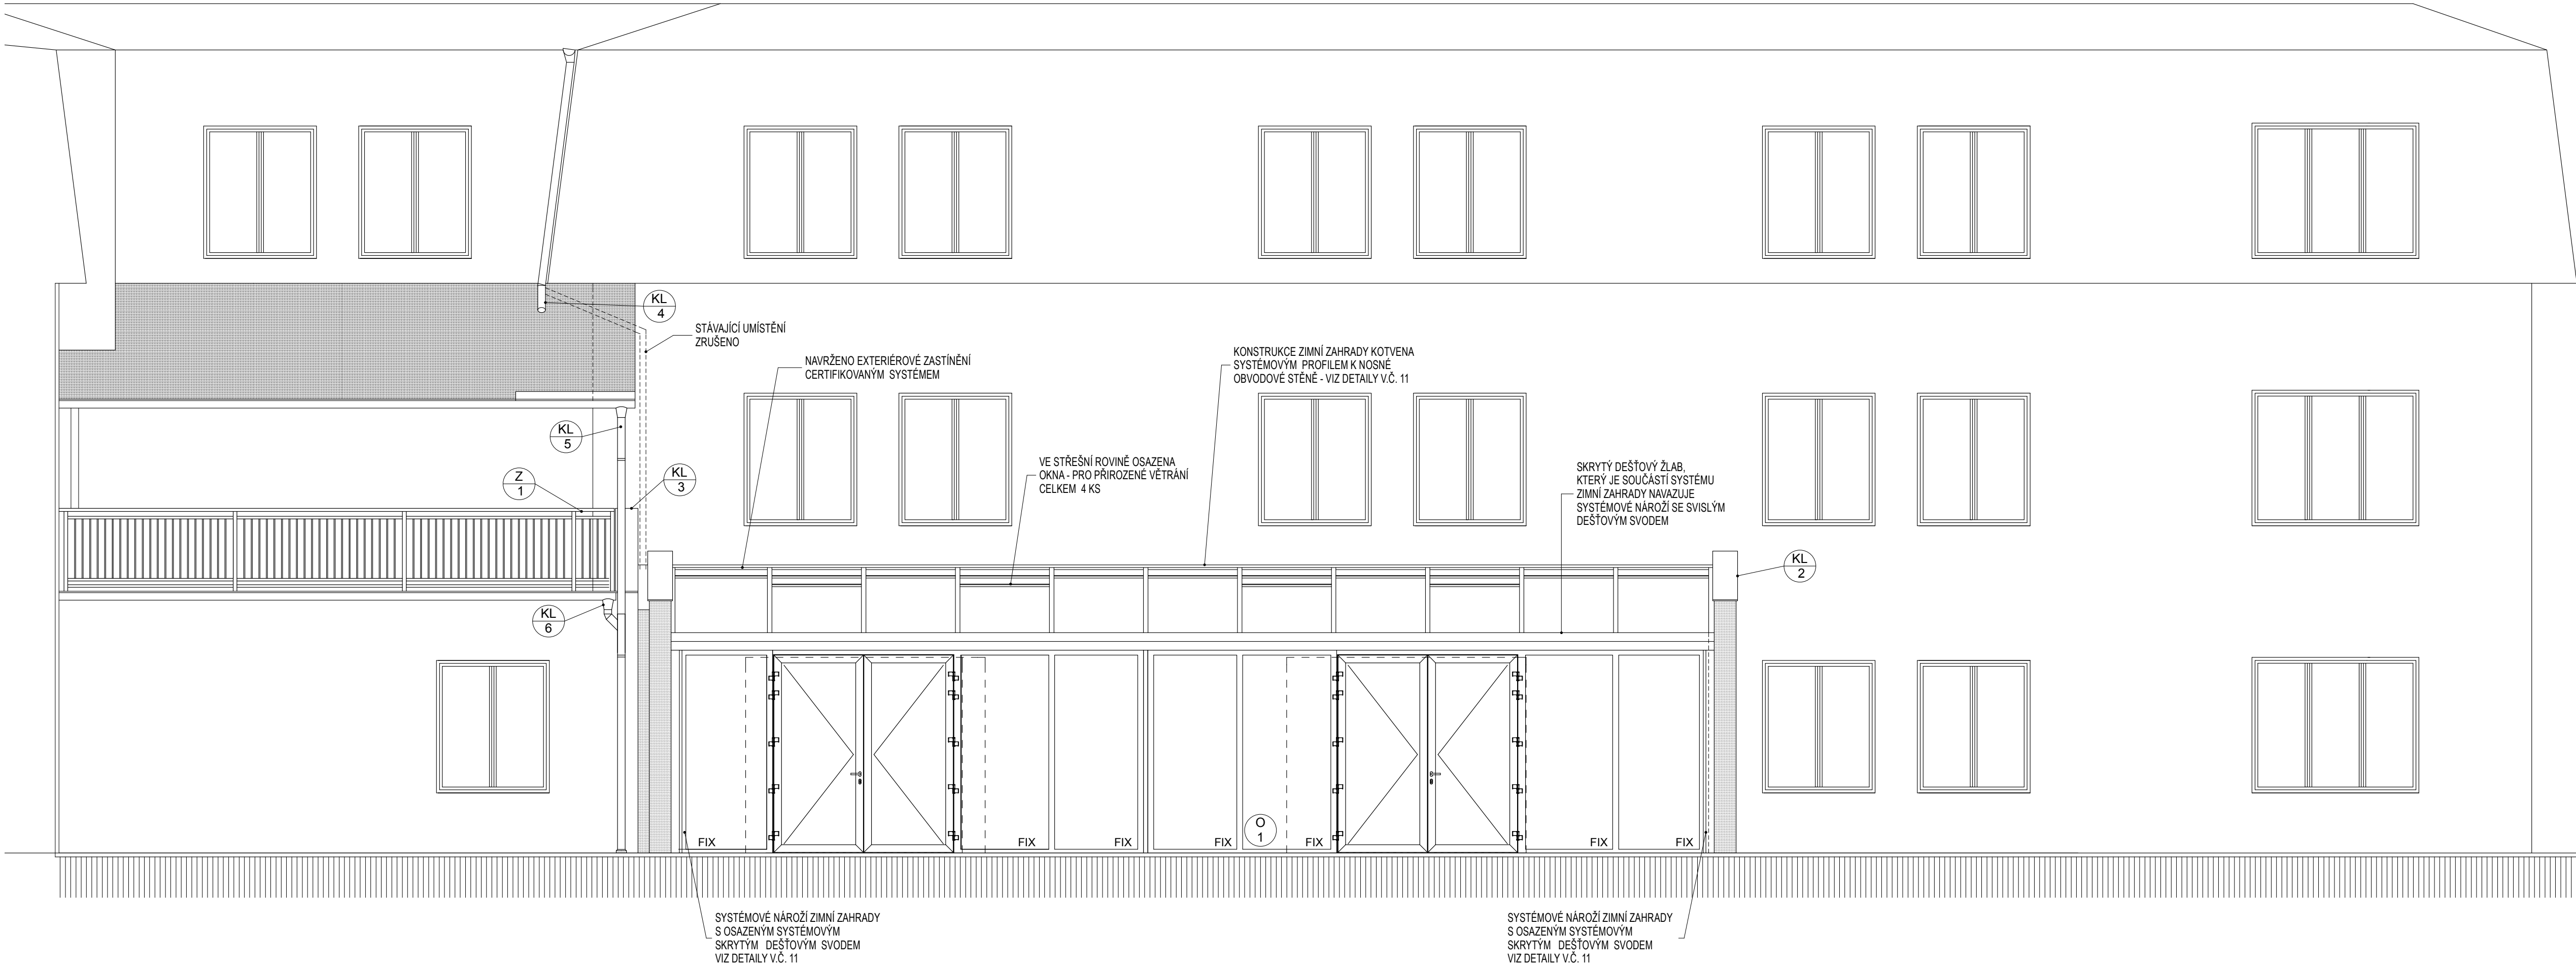 KL
4
STÁVAJÍCÍ UMÍSTĚNÍ
ZRUŠENO
NAVRŽENO EXTERIÉROVÉ ZASTÍNĚNÍ
CERTIFIKOVANÝM SYSTÉMEM
KONSTRUKCE ZIMNÍ ZAHRADY KOTVENA
SYSTÉMOVÝM PROFILEM K NOSNÉ
OBVODOVÉ STĚNĚ - VIZ DETAILY V.Č. 11
KL
5
Z
1
KL
3
VE STŘEŠNÍ ROVINĚ OSAZENA
OKNA - PRO PŘIROZENÉ VĚTRÁNÍ
CELKEM 4 KS
SKRYTÝ DEŠŤOVÝ ŽLAB,
KTERÝ JE SOUČÁSTÍ SYSTÉMU
ZIMNÍ ZAHRADY NAVAZUJE
SYSTÉMOVÉ NÁROŽÍ SE SVISLÝM
DEŠŤOVÝM SVODEM
KL
2
KL
6
O
1
FIX
FIX
FIX
FIX
FIX
FIX
FIX
SYSTÉMOVÉ NÁROŽÍ ZIMNÍ ZAHRADY
S OSAZENÝM SYSTÉMOVÝM
SKRYTÝM DEŠŤOVÝM SVODEM
VIZ DETAILY V.Č. 11
SYSTÉMOVÉ NÁROŽÍ ZIMNÍ ZAHRADY
S OSAZENÝM SYSTÉMOVÝM
SKRYTÝM DEŠŤOVÝM SVODEM
VIZ DETAILY V.Č. 11